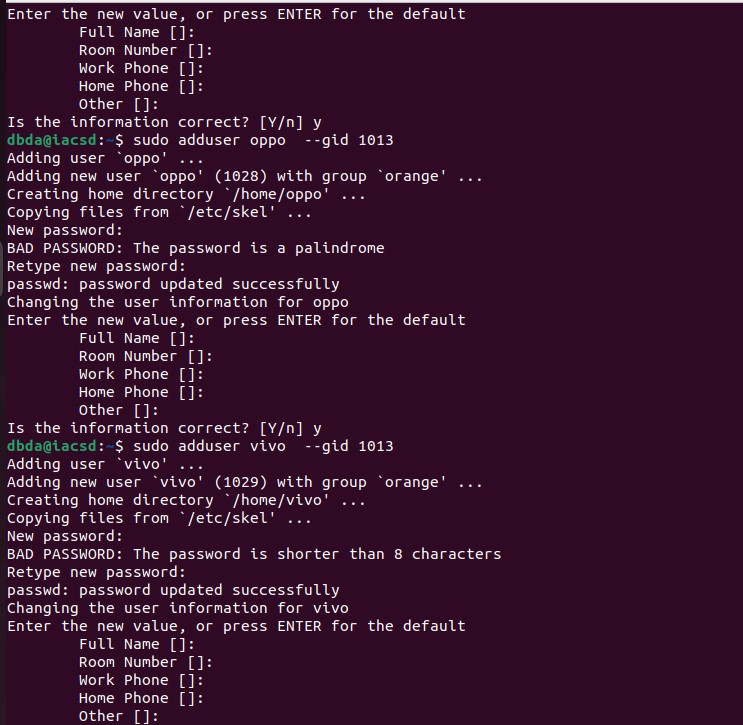 Enter the new value, or press ENTER for the default
        Full Name []:
        Room Number []:
        Work Phone []:
        Home Phone []:
        Other []:
Is the information correct? [Y/n] y
dbda@iacsd:~$ sudo adduser oppo  --gid 1013
Adding user `oppo' ...
Adding new user `oppo' (1028) with group `orange' ...
Creating home directory `/home/oppo' ...
Copying files from `/etc/skel' ...
New password:
BAD PASSWORD: The password is a palindrome
Retype new password:
passwd: password updated successfully
Changing the user information for oppo
Enter the new value, or press ENTER for the default
        Full Name []:
        Room Number []:
        Work Phone []:
        Home Phone []:
        Other []:
Is the information correct? [Y/n] y
dbda@iacsd:~$ sudo adduser vivo  --gid 1013
Adding user `vivo' ...
Adding new user `vivo' (1029) with group `orange' ...
Creating home directory `/home/vivo' ...
Copying files from `/etc/skel' ...
New password:
BAD PASSWORD: The password is shorter than 8 characters
Retype new password:
passwd: password updated successfully
Changing the user information for vivo
Enter the new value, or press ENTER for the default
        Full Name []:
        Room Number []:
        Work Phone []:
        Home Phone []:
        Other []: